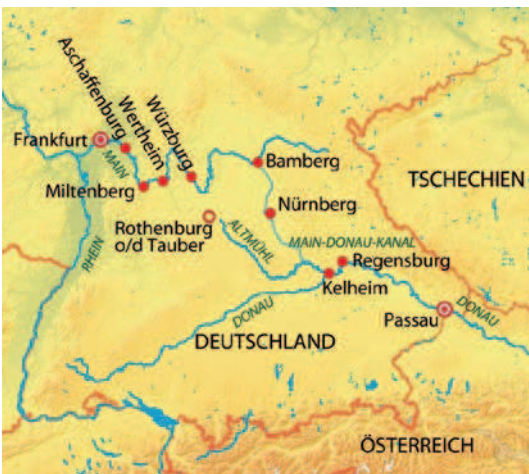 Aschaffenburg
Wertheim
Würzburg
Frankfurt
MAIN
Bamberg
Miltenberg
TSCHECHIEN
Nürnberg
Rothenburg
o/d Tauber
ALTMÜHL
MAIN-DONAU-KANAL
RHEIN
Regensburg
Kelheim
DONAU
DONAU
Passau
DEUTSCHLAND
ÖSTERREICH